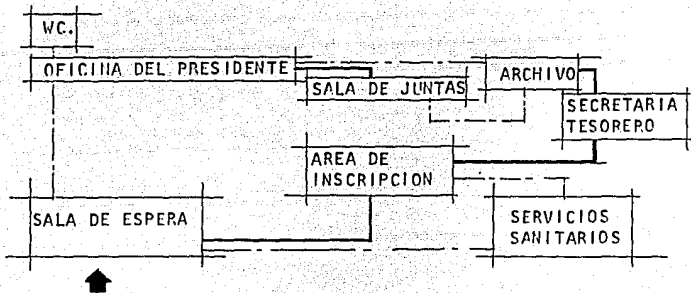 WC.
OFICINA DEL PRESIDENTE
SALA DE JUNTAS
ARCHIVO
SECRETARIA
TESORERO
AREA DE
INSCRIPCION
SALA DE ESPERA
SERVICIOS
SANITARIOS